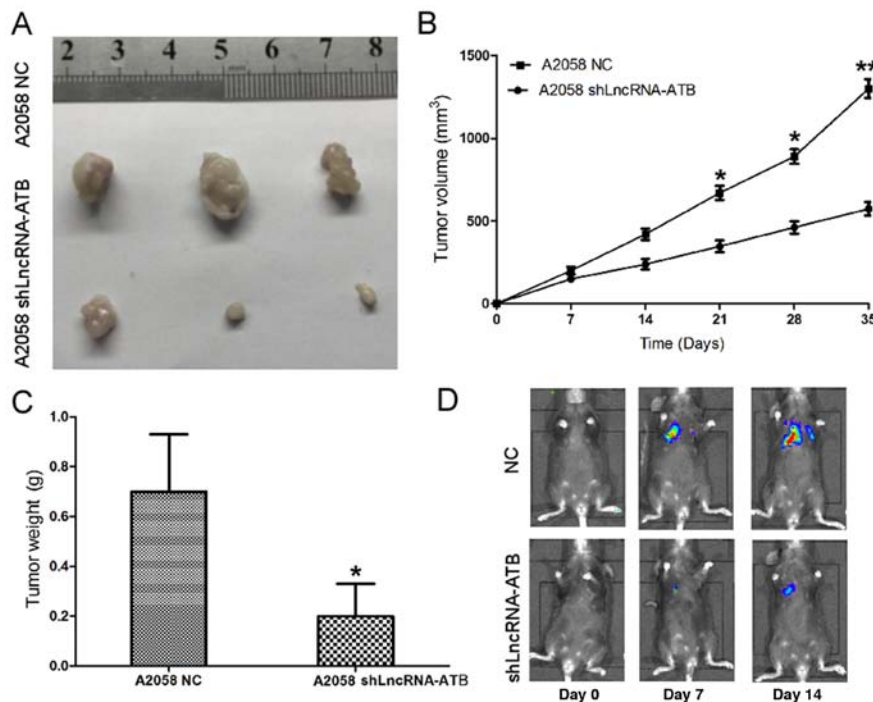 A
2 3 4 5 6 7 8
mm
A2058 NC
A2058 shLncRNA-ATB
B
A2058 NC
A2058 shLncRNA-ATB
Tumor volume (mm³)
1500
1000
500
0
*
*
**
0 7 14 21 28 35
Time (Days)
C
Tumor weight (g)
1.0
0.8
0.6
0.4
0.2
0.0
*
A2058 NC
A2058 shLncRNA-ATB
D
NC
shLncRNA-ATB
Day 0 Day 7 Day 14